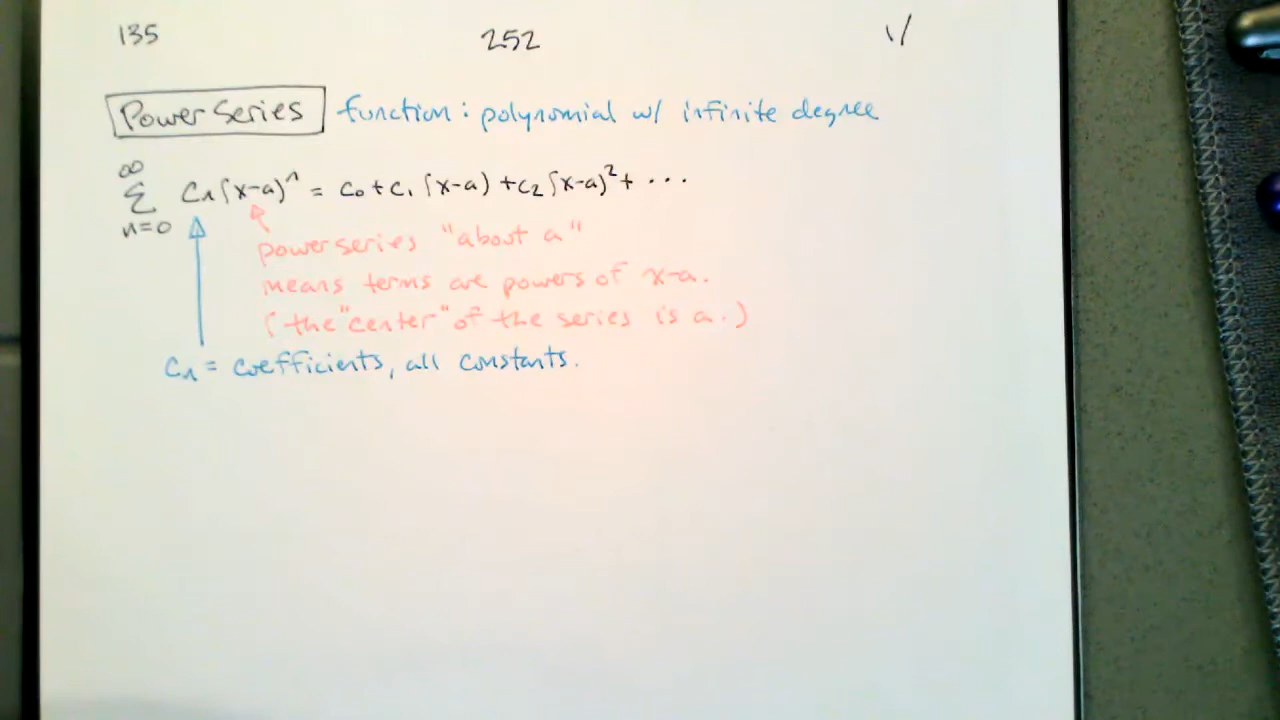 135 252 1/
Power Series function: polynomial w/ infinite degree
∞
Σ Cn(x-a)^n = C0 + C1(x-a) + C2(x-a)^2 + ...
n=0
power series "about a"
means terms are powers of x-a.
(the "center" of the series is a.)
Cn = coefficients, all constants.